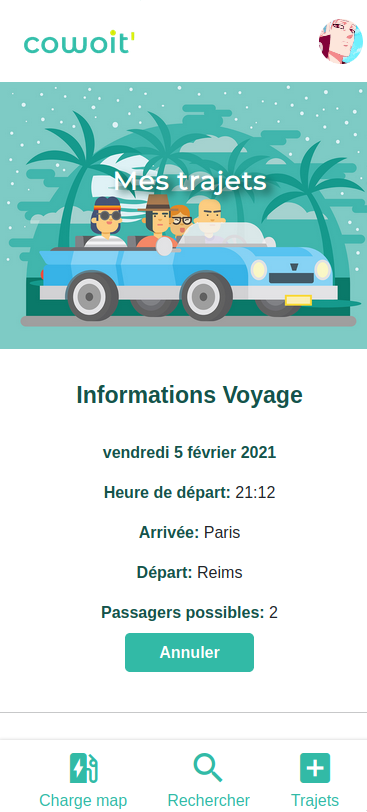 cowoit'
Mes trajets
Informations Voyage
vendredi 5 février 2021
Heure de départ: 21:12
Arrivée: Paris
Départ: Reims
Passagers possibles: 2
Annuler
Charge map
Rechercher
Trajets